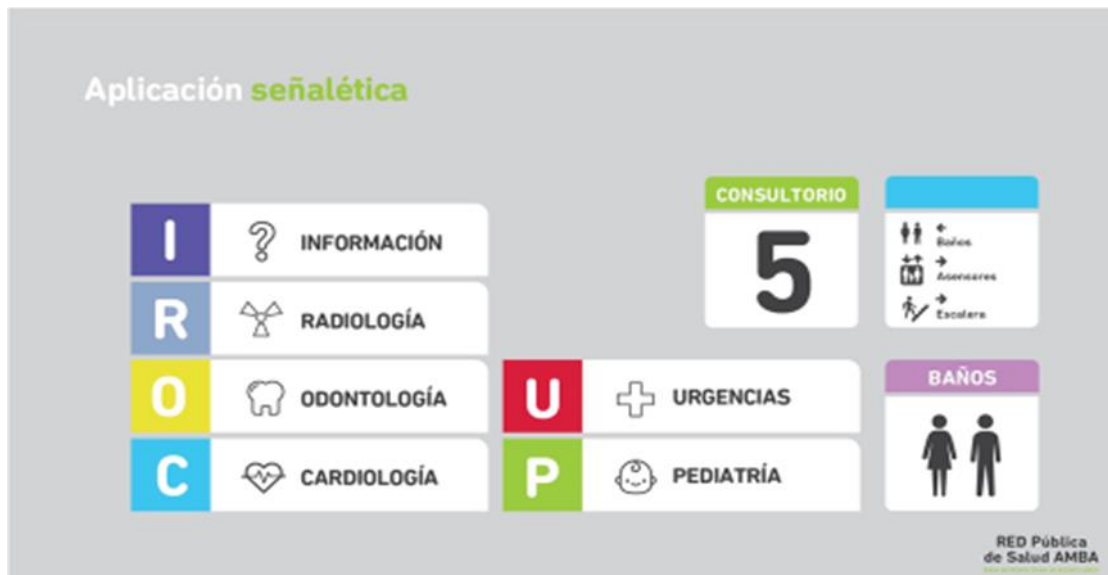 Aplicación señalética
I
INFORMACIÓN
R
RADIOLOGÍA
O
ODONTOLOGÍA
C
CARDIOLOGÍA
U
URGENCIAS
P
PEDIATRÍA
CONSULTORIO
5
Baños
Ascensores
Escalera
BAÑOS
RED Pública
de Salud AMBA